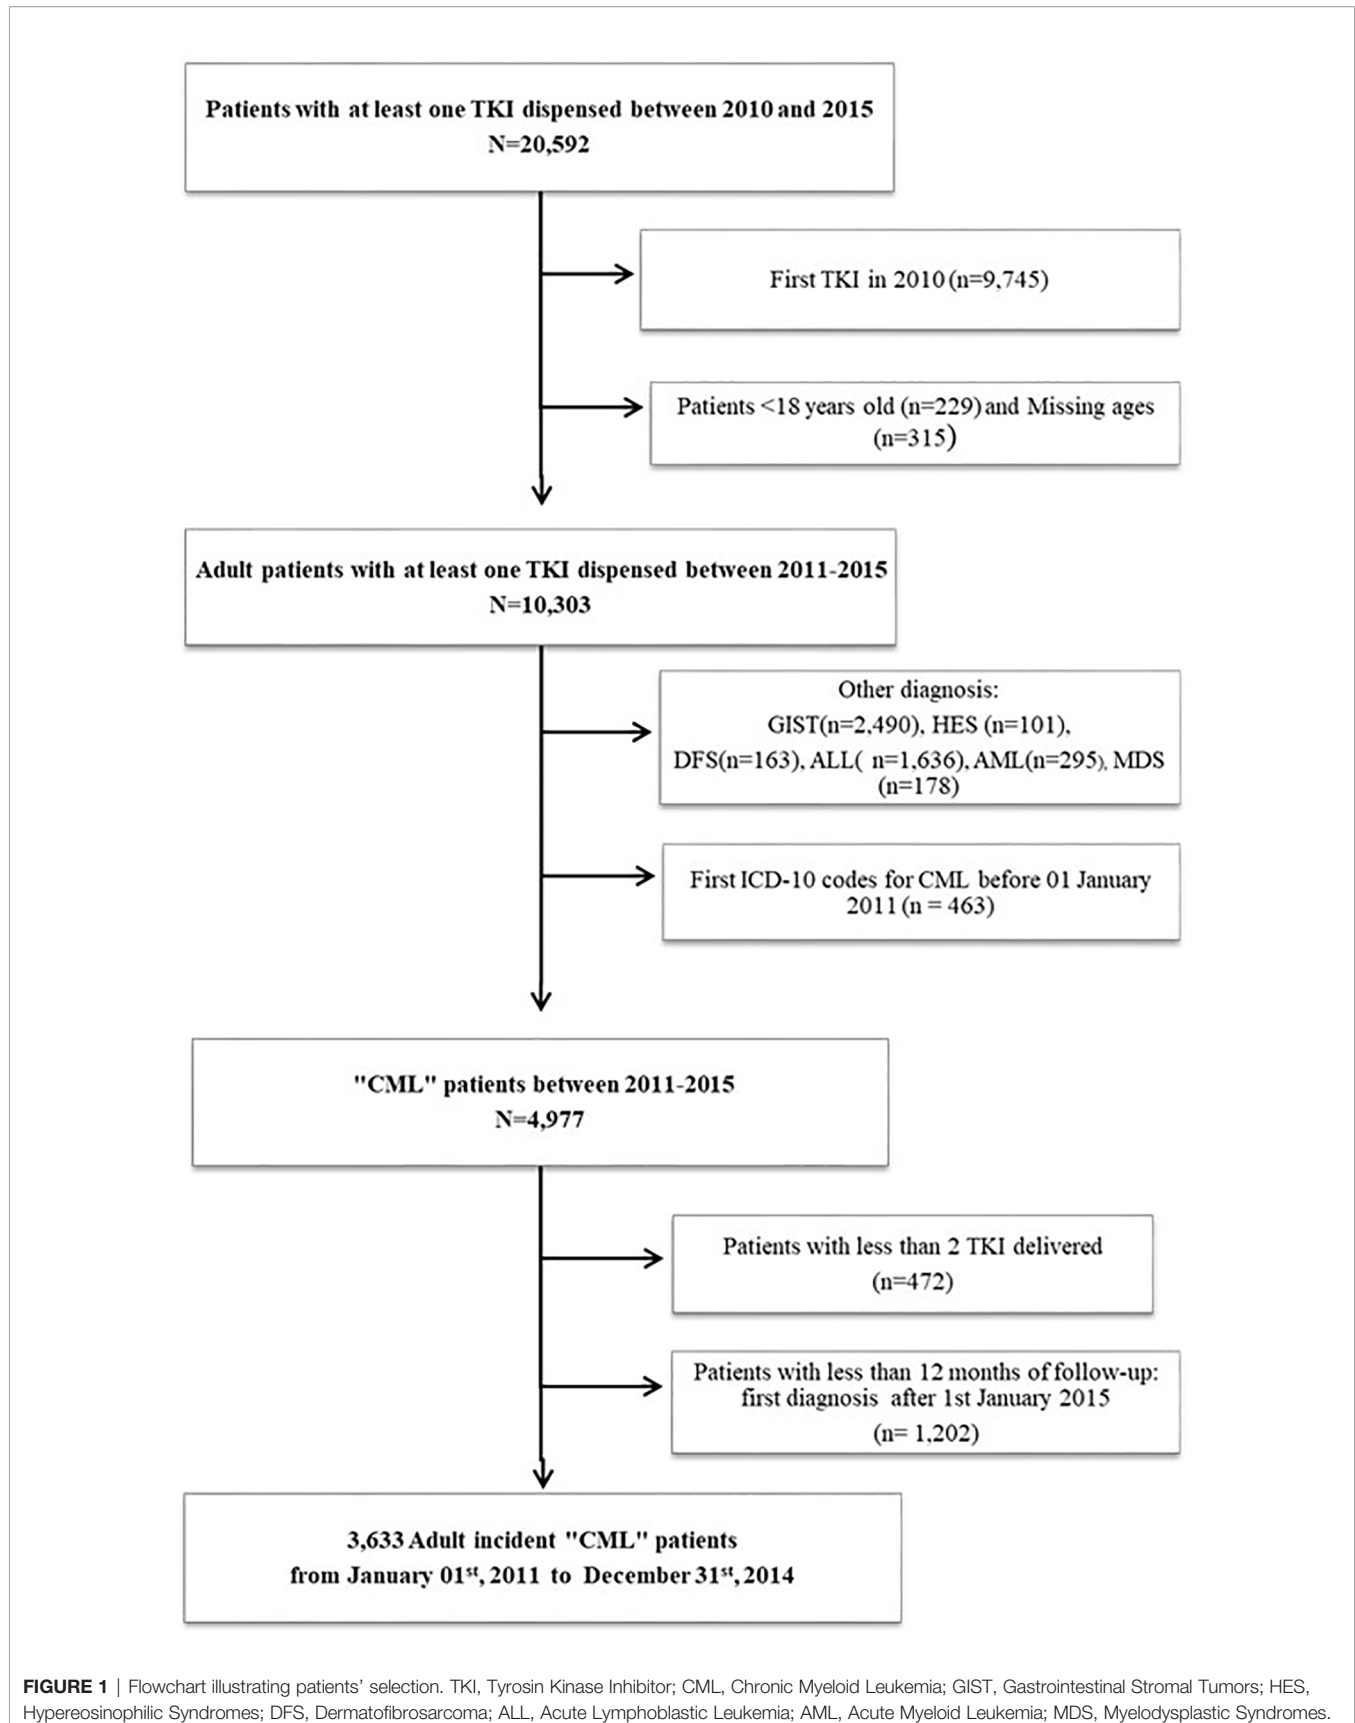 Patients with at least one TKI dispensed between 2010 and 2015
N=20,592
First TKI in 2010 (n=9,745)
Patients <18 years old (n=229) and Missing ages
(n=315)
Adult patients with at least one TKI dispensed between 2011-2015
N=10,303
Other diagnosis:
GIST(n=2,490), HES (n=101),
DFS(n=163), ALL( n=1,636), AML(n=295), MDS
(n=178)
First ICD-10 codes for CML before 01 January
2011 (n = 463)
"CML" patients between 2011-2015
N=4,977
Patients with less than 2 TKI delivered
(n=472)
Patients with less than 12 months of follow-up:
first diagnosis after 1st January 2015
(n= 1,202)
3,633 Adult incident "CML" patients
from January 01st, 2011 to December 31st, 2014
FIGURE 1 | Flowchart illustrating patients’ selection. TKI, Tyrosin Kinase Inhibitor; CML, Chronic Myeloid Leukemia; GIST, Gastrointestinal Stromal Tumors; HES,
Hypereosinophilic Syndromes; DFS, Dermatofibrosarcoma; ALL, Acute Lymphoblastic Leukemia; AML, Acute Myeloid Leukemia; MDS, Myelodysplastic Syndromes.